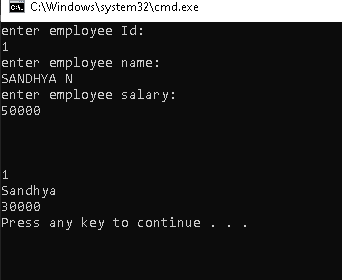 C:\Windows\system32\cmd.exe
enter employee Id:
1
enter employee name:
SANDHYA N
enter employee salary:
50000
1
Sandhya
30000
Press any key to continue . . .